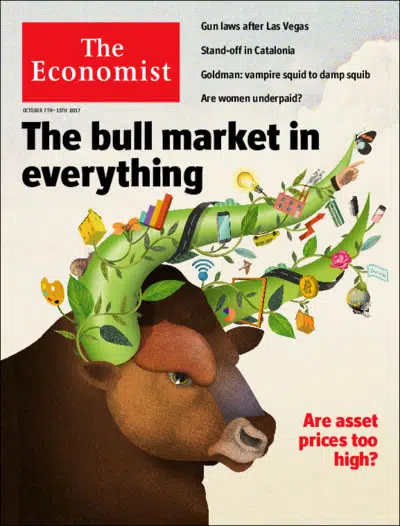 The
Economist
OCTOBER 7TH–13TH 2017
Gun laws after Las Vegas
Stand-off in Catalonia
Goldman: vampire squid to damp squib
Are women underpaid?
The bull market in
everything
Are asset
prices too
high?